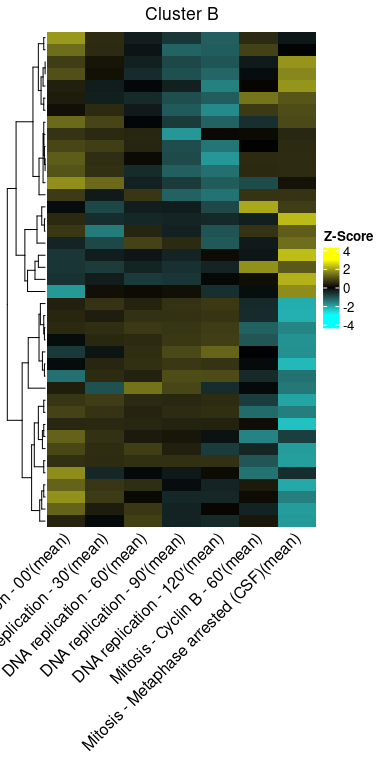 Cluster B
Z-Score
4
2
0
-2
-4
00'(mean)
replication - 30'(mean)
DNA replication - 60'(mean)
DNA replication - 90'(mean)
DNA replication - 120'(mean)
Mitosis - Cyclin B - 60'(mean)
Mitosis - Metaphase arrested (CSF)(mean)